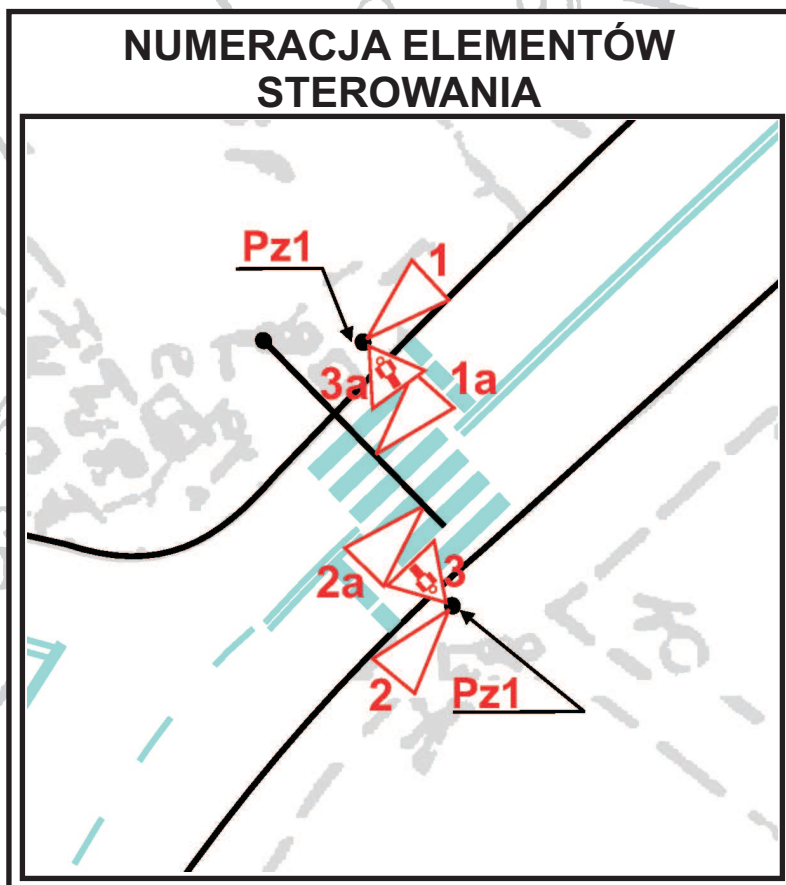 NUMERACJA ELEMENTÓW
STEROWANIA
Pz1
1
3a
1a
2a
3
2
Pz1